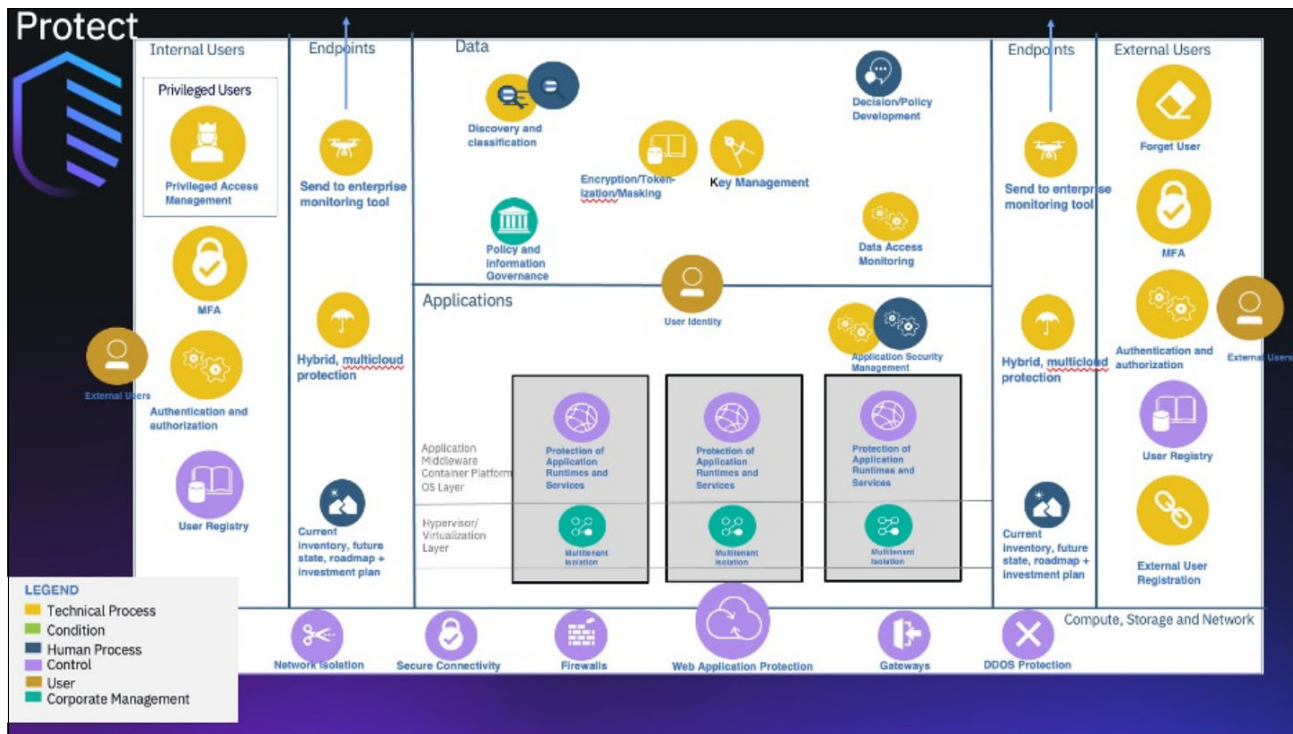 Protect
Internal Users
Privileged Users
Privileged Access
Management
MFA
External Users
Authentication and
authorization
User Registry
Endpoints
Send to enterprise
monitoring tool
Hybrid, multicloud
protection
Current
inventory, future
state, roadmap +
investment plan
Data
Discovery and
classification
Encryption/Token-
ization/Masking
Key Management
Decision/Policy
Development
Policy and
information
Governance
Data Access
Monitoring
User Identity
Applications
Application Security
Management
Application
Middleware
Container Platform
OS Layer
Protection of
Application
Runtimes and
Services
Protection of
Application
Runtimes and
Services
Protection of
Application
Runtimes and
Services
Hypervisor/
Virtualization
Layer
Multitenant
isolation
Multitenant
isolation
Multitenant
isolation
Endpoints
Send to enterprise
monitoring tool
Hybrid, multicloud
protection
Current
inventory, future
state, roadmap +
investment plan
External Users
Forget User
MFA
Authentication and
authorization
External Users
User Registry
External User
Registration
Compute, Storage and Network
Network Isolation
Secure Connectivity
Firewalls
Web Application Protection
Gateways
DDOS Protection
LEGEND
Technical Process
Condition
Human Process
Control
User
Corporate Management